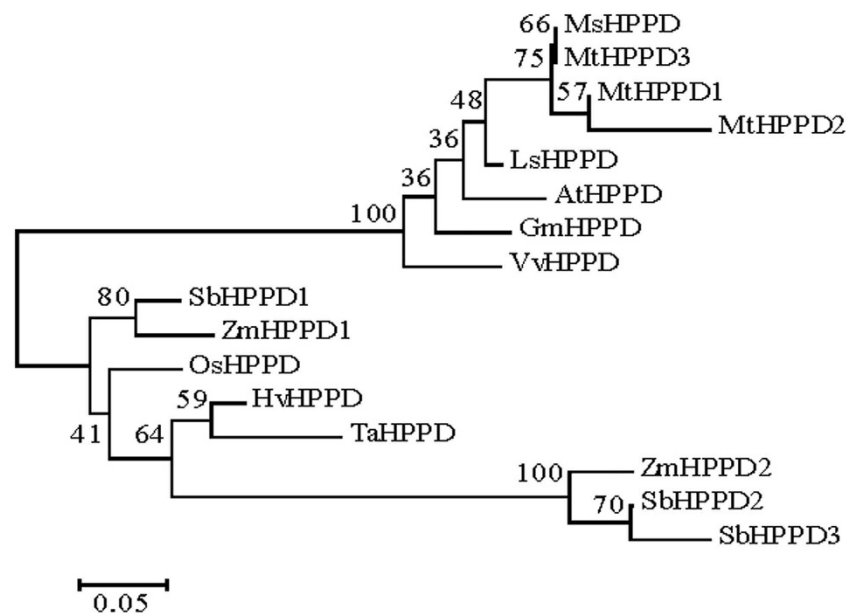 66 MsHPPD
75 MtHPPD3
57 MtHPPD1
48 MtHPPD2
36 LsHPPD
36 AtHPPD
100 GmHPPD
VvHPPD
80 SbHPPD1
ZmHPPD1
OsHPPD
59 HvHPPD
41 64 TaHPPD
100 ZmHPPD2
70 SbHPPD2
SbHPPD3
0.05